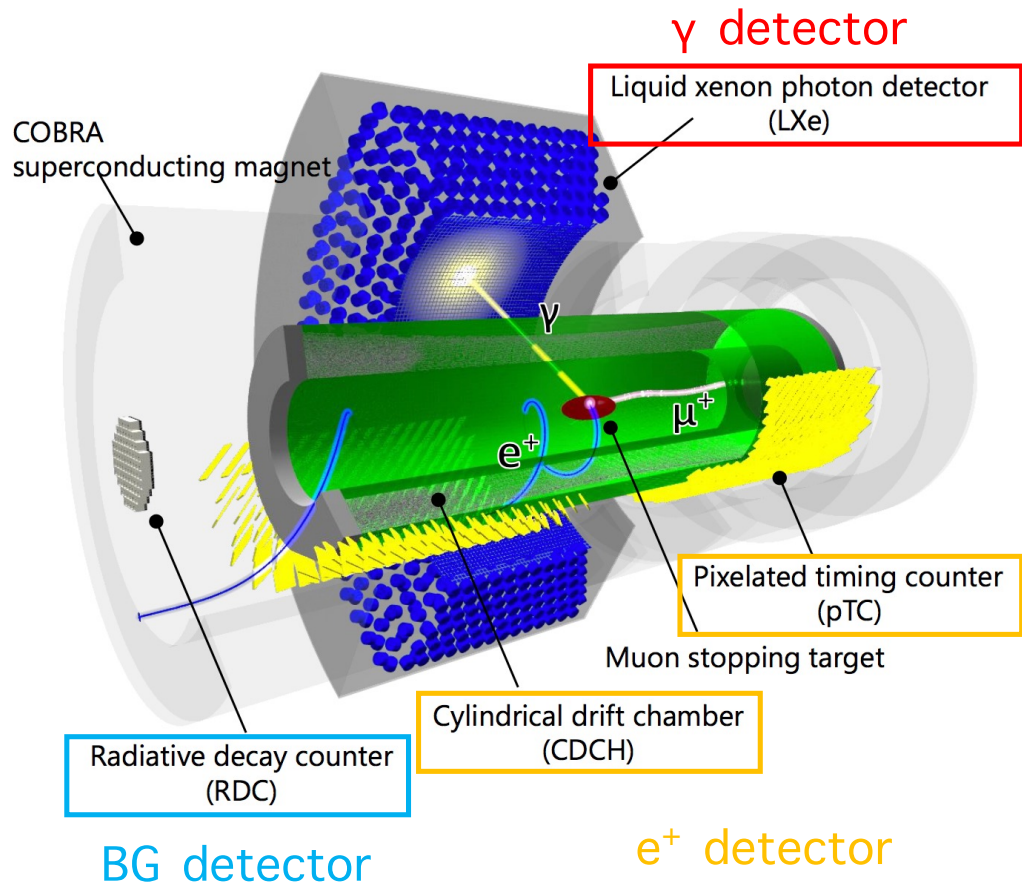 γ detector
Liquid xenon photon detector
(LXe)
COBRA
superconducting magnet
γ
μ⁺
e⁺
Pixelated timing counter
(pTC)
Muon stopping target
Cylindrical drift chamber
(CDCH)
Radiative decay counter
(RDC)
e⁺ detector
BG detector